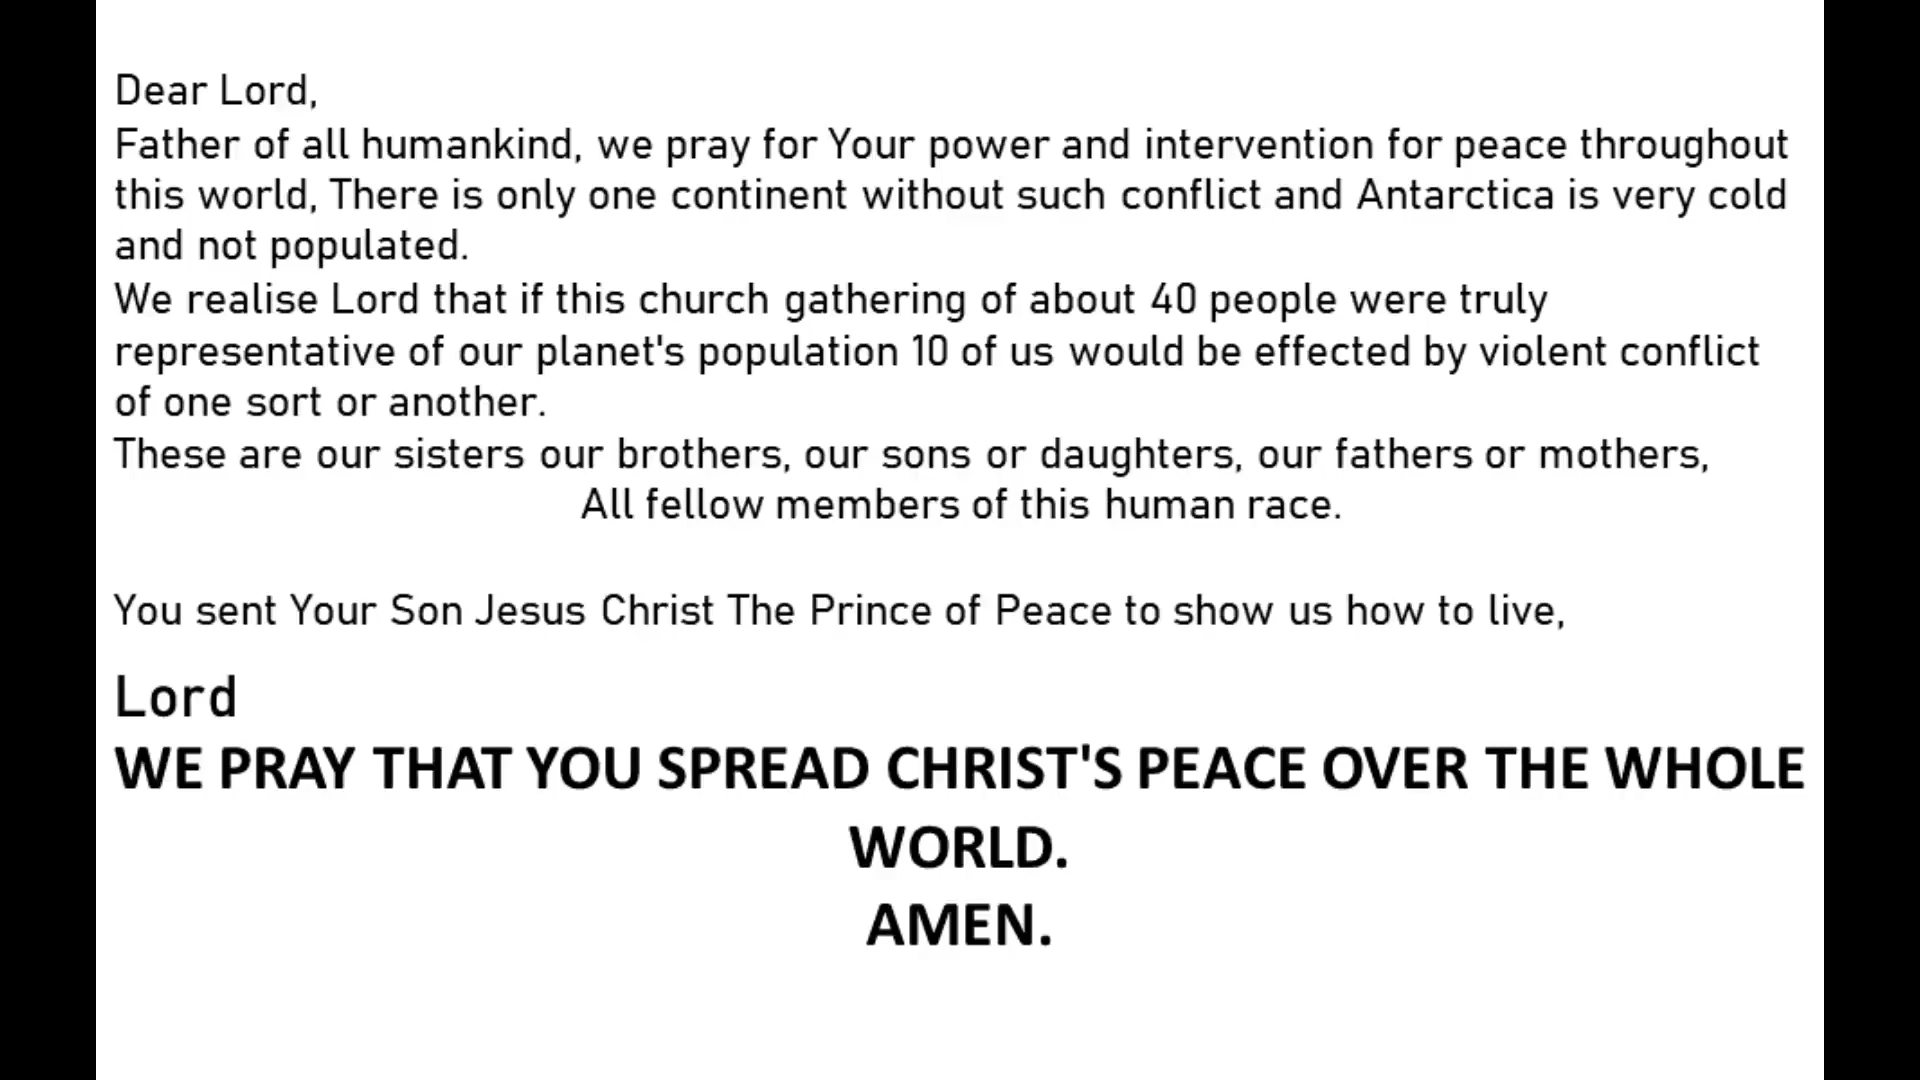 Dear Lord,
Father of all humankind, we pray for Your power and intervention for peace throughout
this world, There is only one continent without such conflict and Antarctica is very cold
and not populated.
We realise Lord that if this church gathering of about 40 people were truly
representative of our planet's population 10 of us would be effected by violent conflict
of one sort or another.
These are our sisters our brothers, our sons or daughters, our fathers or mothers,
All fellow members of this human race.
You sent Your Son Jesus Christ The Prince of Peace to show us how to live,
Lord
WE PRAY THAT YOU SPREAD CHRIST'S PEACE OVER THE WHOLE
WORLD.
AMEN.